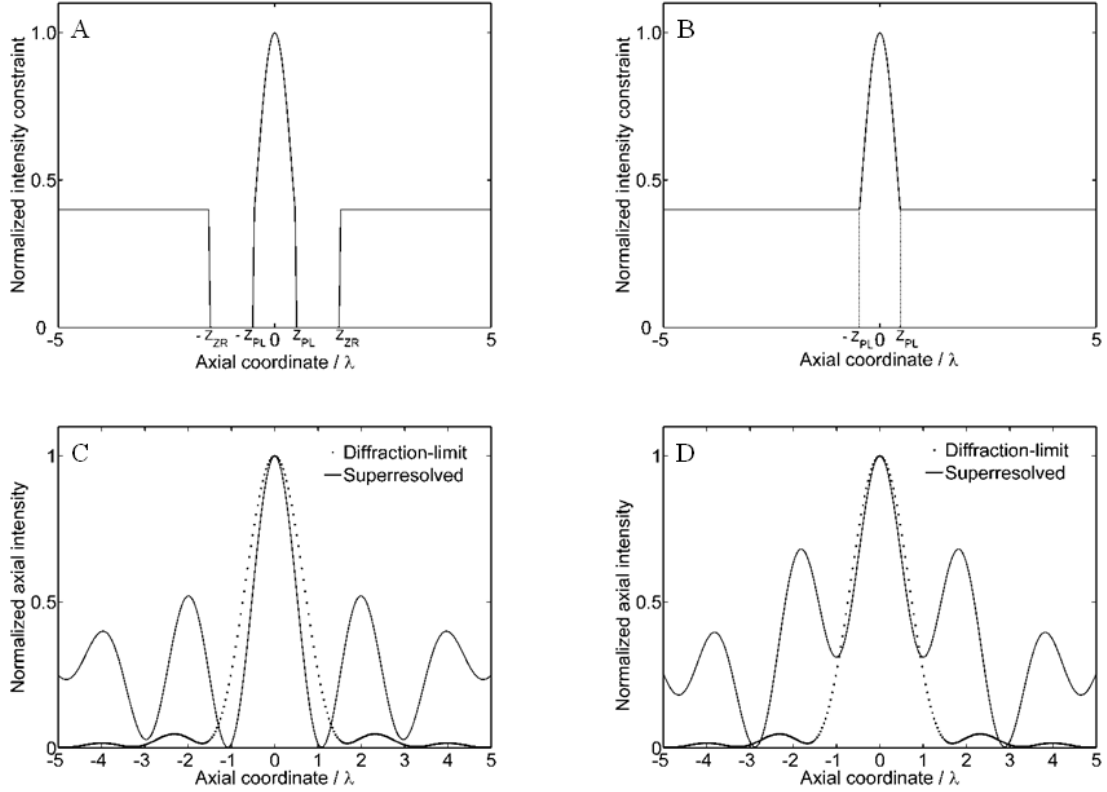 A
Normalized intensity constraint
1.0
0.5
0
-5
- Z_ZR
- Z_PL
0
Z_PL
Z_ZR
5
Axial coordinate / λ
B
Normalized intensity constraint
1.0
0.5
0
-5
- Z_PL
0
Z_PL
5
Axial coordinate / λ
C
Diffraction-limit
Superresolved
Normalized axial intensity
1
0.5
0
-5 -4 -3 -2 -1 0 1 2 3 4 5
Axial coordinate / λ
D
Diffraction-limit
Superresolved
Normalized axial intensity
1
0.5
0
-5 -4 -3 -2 -1 0 1 2 3 4 5
Axial coordinate / λ